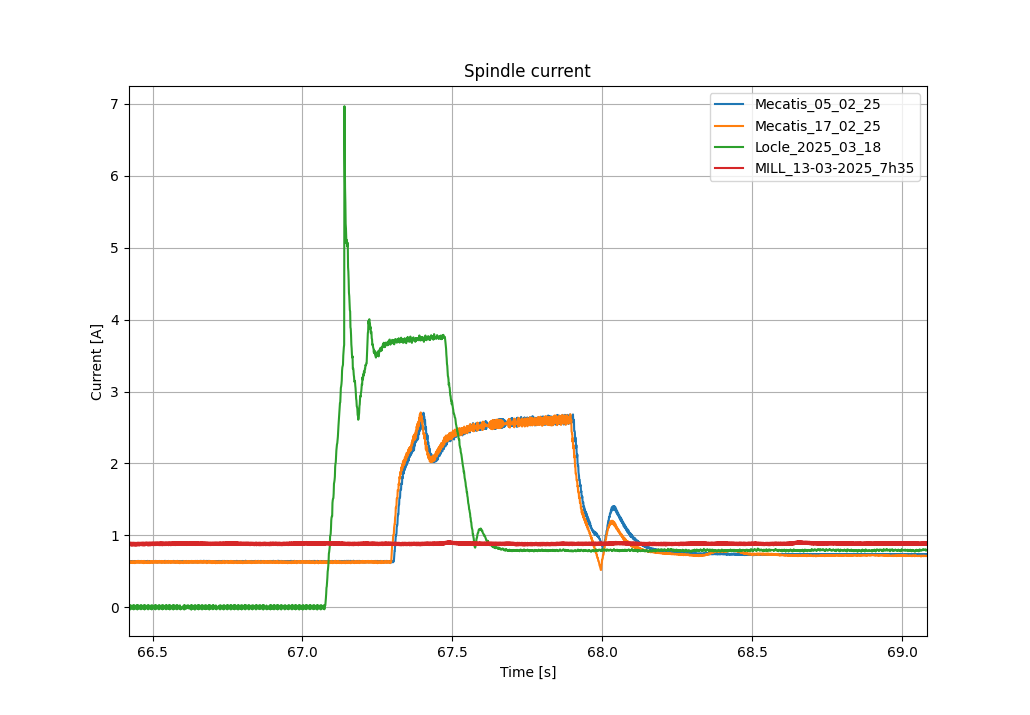 Spindle current
Mecatis_05_02_25
Mecatis_17_02_25
Locle_2025_03_18
MILL_13-03-2025_7h35
Current [A]
7
6
5
4
3
2
1
0
66.5 67.0 67.5 68.0 68.5 69.0
Time [s]